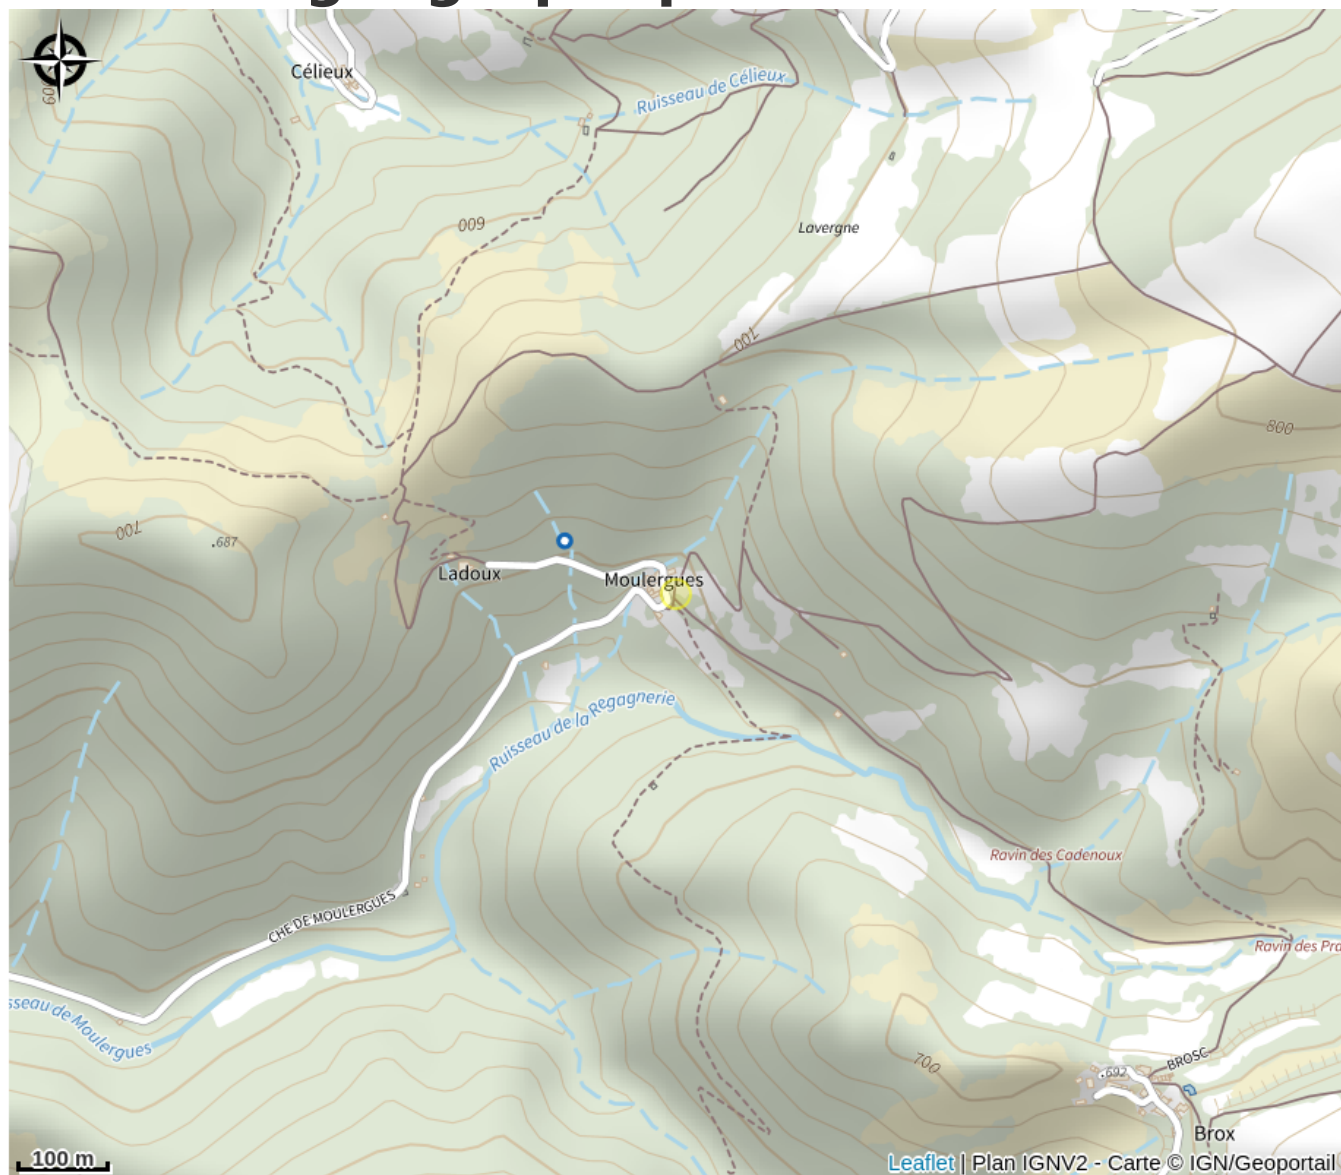 Célieux
Ruisseau de Célieux
600
600
Lavergne
700
800
700
.687
Ladoux
Moulergues
Ruisseau de la Regagnerie
Ravin des Cadenoux
CHE DE MOULERGUES
Ravin des Pra
sseau de Moulergues
700
.692
BROSC
Brox
100 m
Leaflet | Plan IGNV2 - Carte © IGN/Geoportail